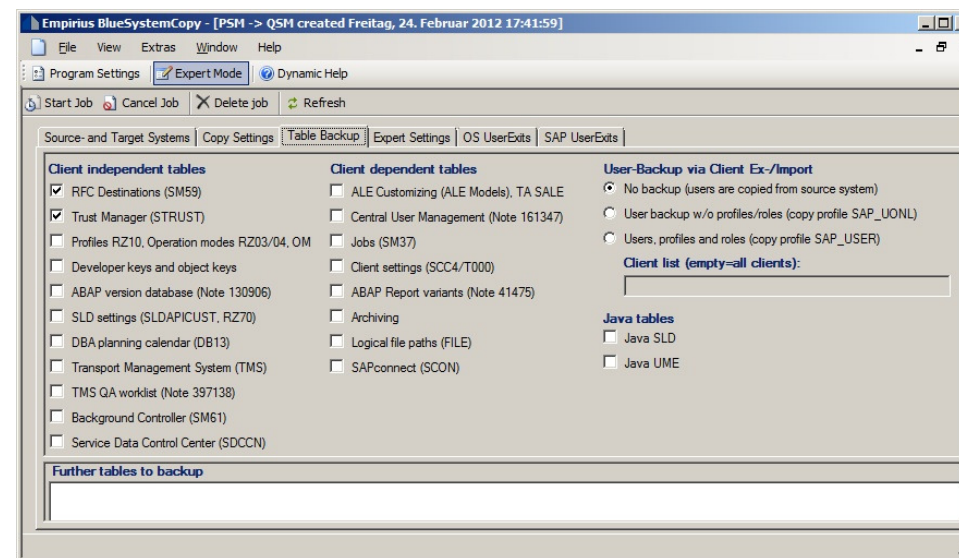 Empirius BlueSystemCopy - [PSM -> QSM created Freitag, 24. Februar 2012 17:41:59]
File View Extras Window Help
Program Settings Expert Mode Dynamic Help
Start Job Cancel Job Delete job Refresh
Source- and Target Systems Copy Settings Table Backup Expert Settings OS UserExits SAP UserExits
Client independent tables
RFC Destinations (SM59)
Trust Manager (STRUST)
Profiles RZ10, Operation modes RZ03/04, OM
Developer keys and object keys
ABAP version database (Note 130906)
SLD settings (SLDAPICUST, RZ70)
DBA planning calendar (DB13)
Transport Management System (TMS)
TMS QA worklist (Note 397138)
Background Controller (SM61)
Service Data Control Center (SDCCN)
Client dependent tables
ALE Customizing (ALE Models), TA SALE
Central User Management (Note 161347)
Jobs (SM37)
Client settings (SCC4/T000)
ABAP Report variants (Note 41475)
Archiving
Logical file paths (FILE)
SAPconnect (SCON)
User-Backup via Client Ex-/Import
No backup (users are copied from source system)
User backup w/o profiles/roles (copy profile SAP_UONL)
Users, profiles and roles (copy profile SAP_USER)
Client list (empty=all clients):
Java tables
Java SLD
Java UME
Further tables to backup